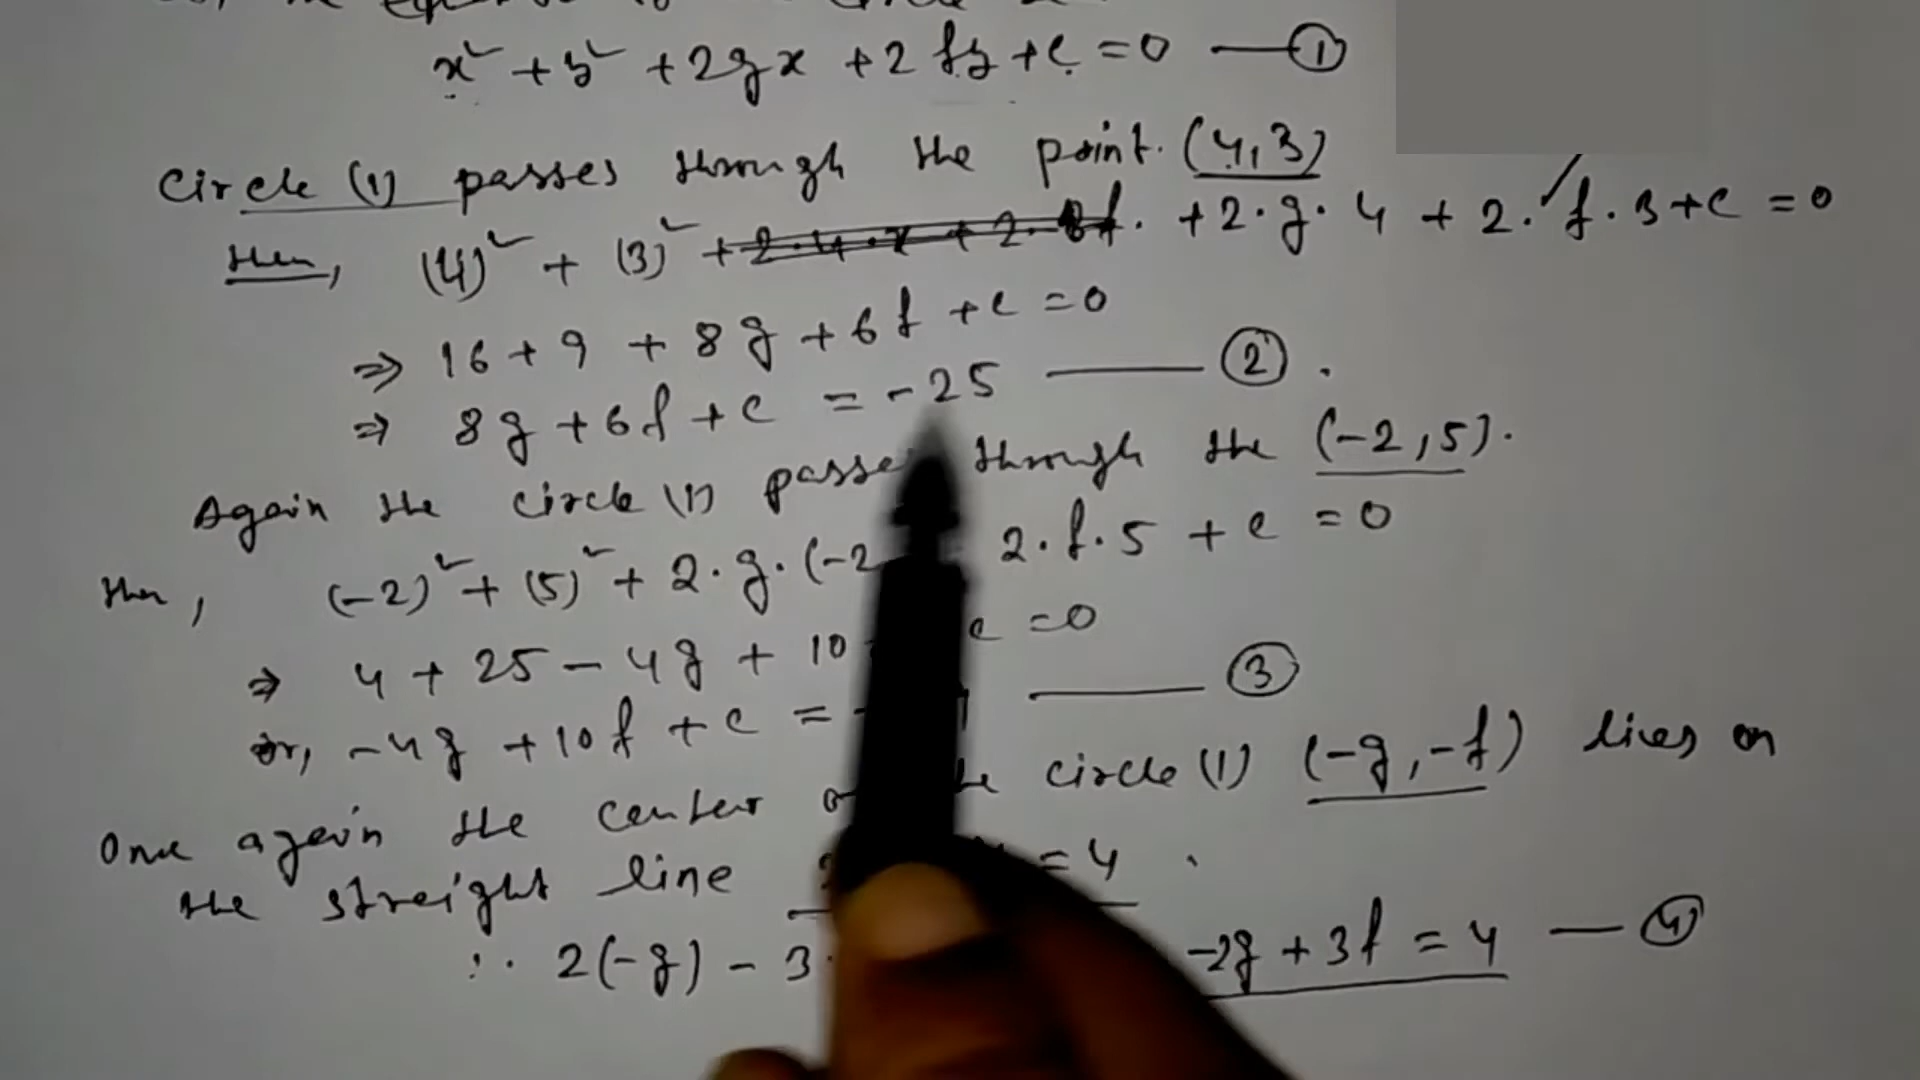 x² + y² + 2gx + 2fy + c = 0 — ①
Circle (1) passes through the point. (4,3)
then, (4)² + (3)² + 2·g·4 + 2·f·3 + c = 0
⇒ 16 + 9 + 8g + 6f + c = 0
⇒ 8g + 6f + c = -25 — ②.
Again the circle (1) passes through the (-2,5).
then, (-2)² + (5)² + 2·g·(-2 2·f·5 + c = 0
⇒ 4 + 25 - 4g + 10 c = 0
or, -4g + 10f + c = - — ③
One again the center circle (1) (-g,-f) lies on
the streight line = 4.
∴ 2(-g) - 3 -2g + 3f = 4 — ④